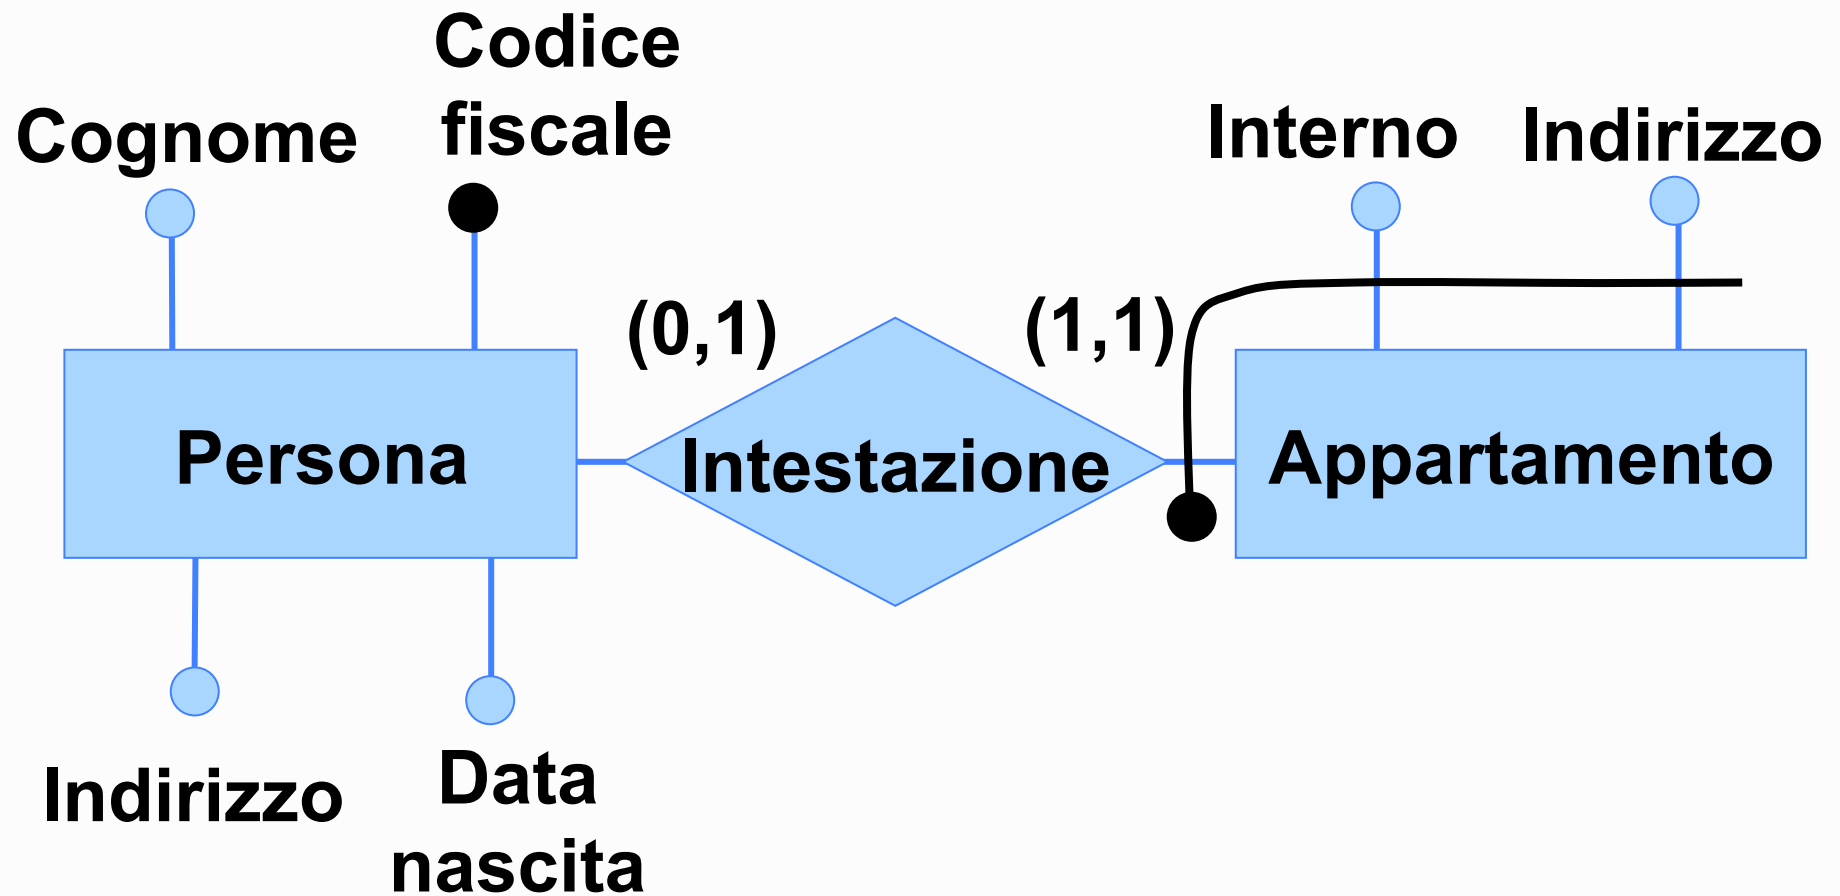 Cognome
Codice
fiscale
Interno
Indirizzo
(0,1)
(1,1)
Persona
Intestazione
Appartamento
Indirizzo
Data
nascita